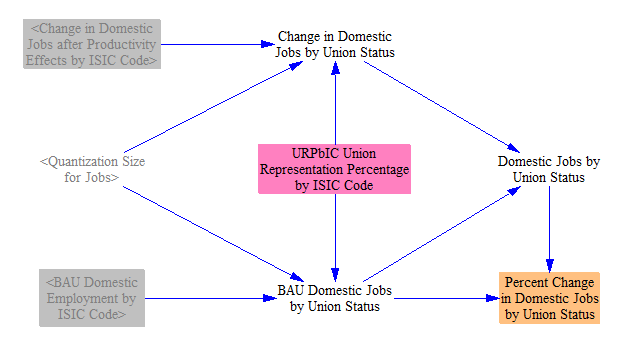 <Change in Domestic
Jobs after Productivity
Effects by ISIC Code>
Change in Domestic
Jobs by Union Status
<Quantization Size
for Jobs>
URPbIC Union
Representation Percentage
by ISIC Code
Domestic Jobs by
Union Status
<BAU Domestic
Employment by
ISIC Code>
BAU Domestic Jobs
by Union Status
Percent Change
in Domestic Jobs
by Union Status